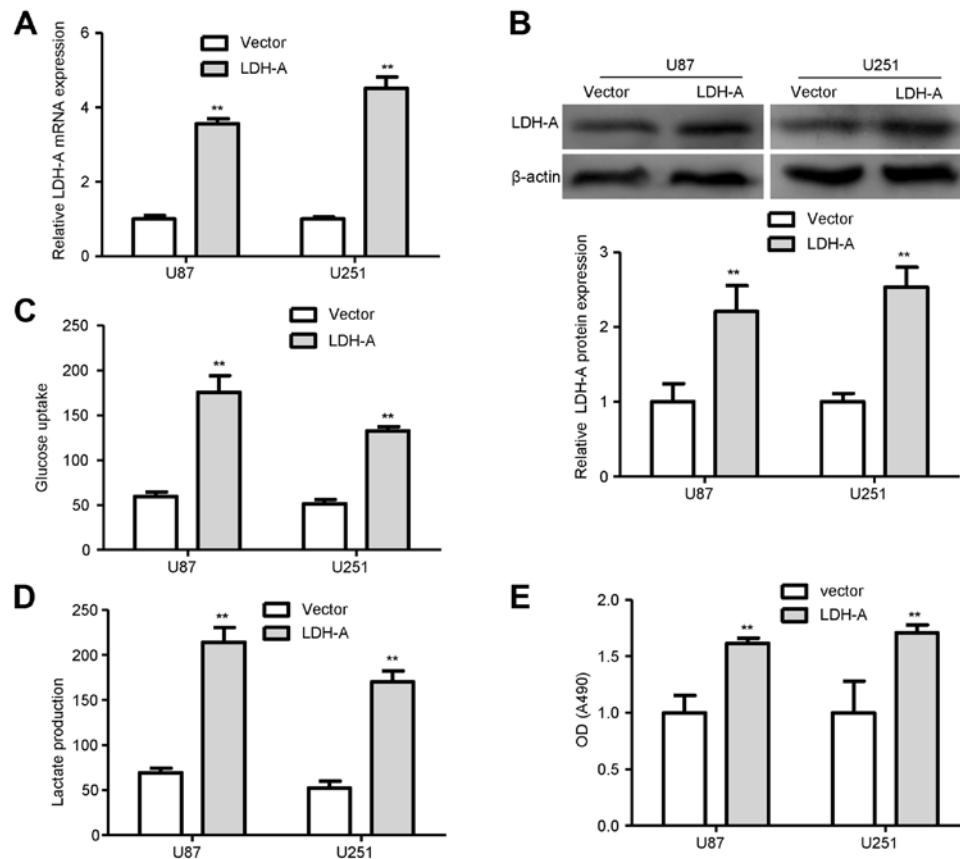 A
Relative LDH-A mRNA expression
6
4
2
0
Vector
LDH-A
**
**
U87
U251
B
U87
U251
Vector
LDH-A
Vector
LDH-A
LDH-A
β-actin
Vector
LDH-A
Relative LDH-A protein expression
3
2
1
0
**
**
U87
U251
C
Glucose uptake
250
200
150
100
50
0
Vector
LDH-A
**
**
U87
U251
D
Lactate production
250
200
150
100
50
0
Vector
LDH-A
**
**
U87
U251
E
OD (A490)
2.0
1.5
1.0
0.5
0.0
vector
LDH-A
**
**
U87
U251